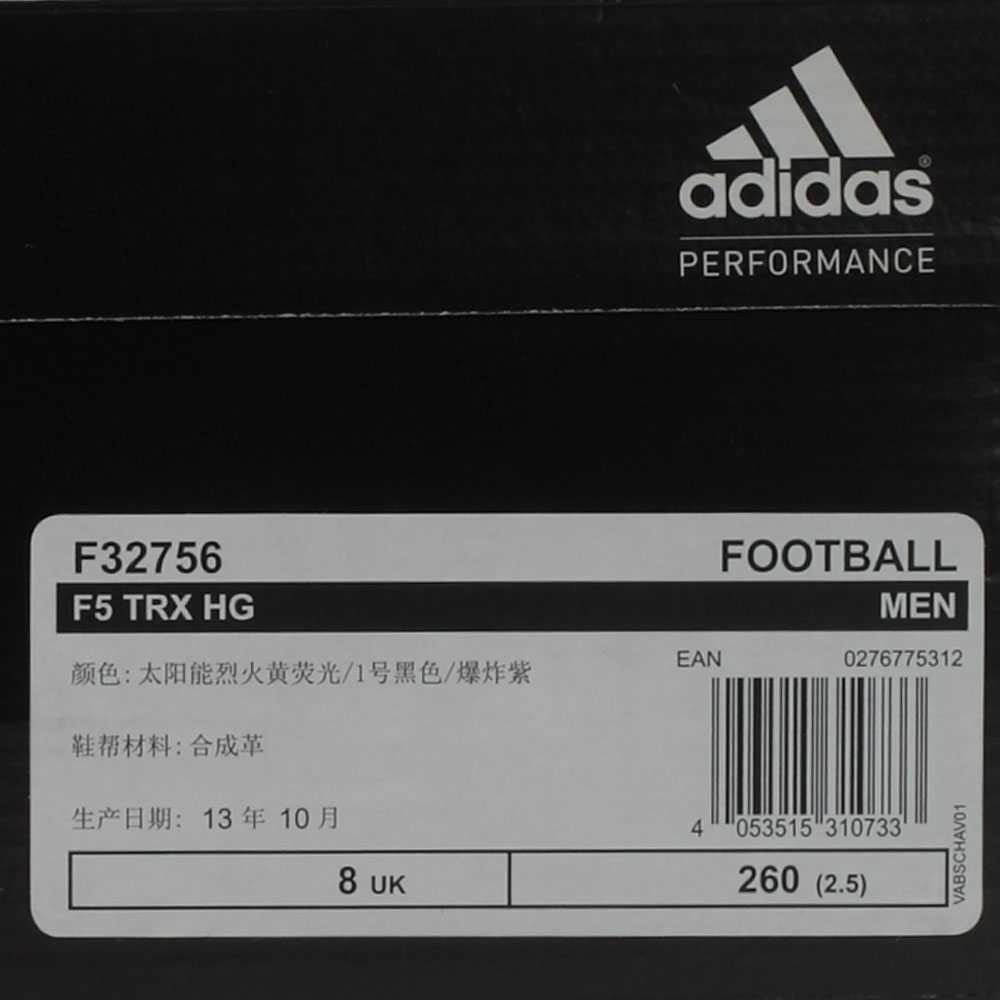 adidas®
PERFORMANCE
F32756 FOOTBALL
F5 TRX HG MEN
EAN 0276775312
颜色: 太阳能烈火黄荧光/1号黑色/爆炸紫
鞋帮材料: 合成革
生产日期: 13 年 10 月
4 053515 310733
VABSCHAV01
8 UK 260 (2.5)